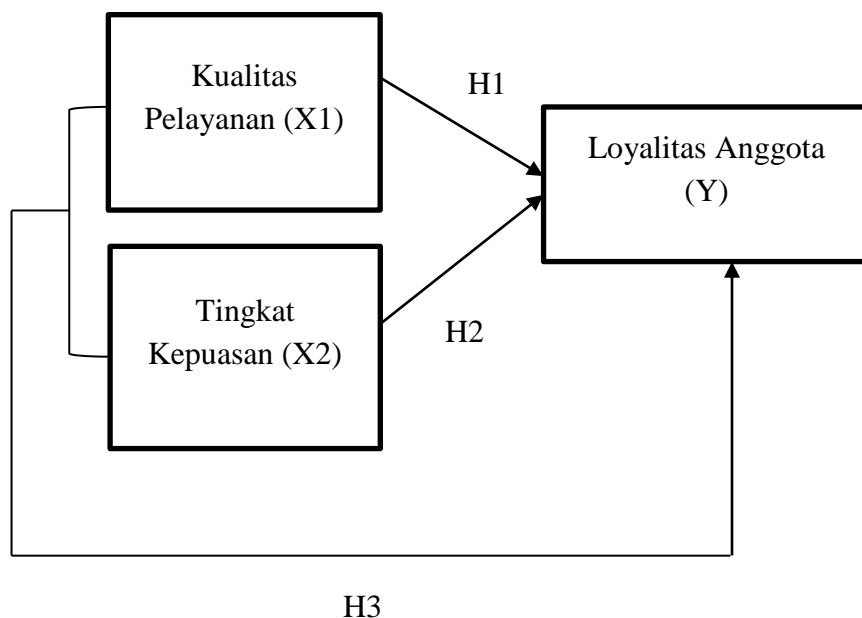 Kualitas
Pelayanan (X1)
H1
Loyalitas Anggota
(Y)
Tingkat
Kepuasan (X2)
H2
H3